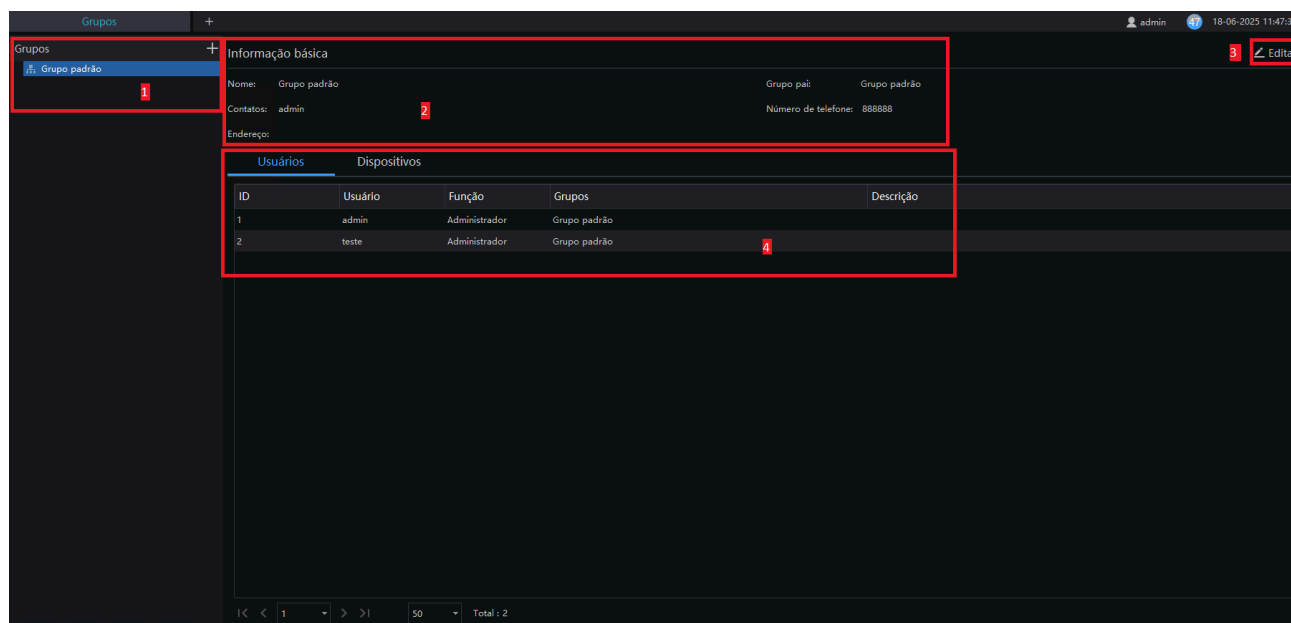 Grupos + admin 47 18-06-2025 11:47:3
Grupos +
Grupo padrão
1
Informação básica
3 Edita
Nome: Grupo padrão Grupo pai: Grupo padrão
Contatos: admin 2 Número de telefone: 888888
Endereço:
Usuários Dispositivos
ID Usuário Função Grupos Descrição
1 admin Administrador Grupo padrão
2 teste Administrador Grupo padrão
4
1 50 Total : 2